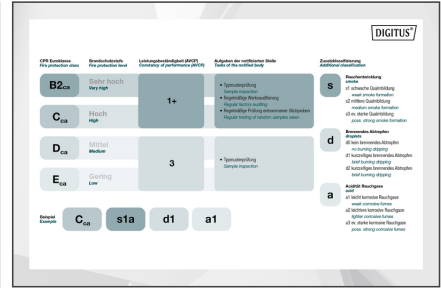 DIGITUS®
CPR Euroklasse
Fire protection class
Brandschutzstufe
Fire protection level
Leistungsbeständigkeit (AVCP)
Constancy of performance (AVCP)
Aufgaben der notifizierten Stelle
Tasks of the notified body
Zusatzklassifizierung
Additional classification
B2ca
Sehr hoch
Very high
Cca
Hoch
High
1+
• Typmusterprüfung
Sample inspection
• Regelmäßige Werksauditierung
Regular factory auditing
• Regelmäßige Prüfung entnommener Stichproben
Regular testing of random samples taken
Dca
Mittel
Medium
Eca
Gering
Low
3
• Typmusterprüfung
Sample inspection
s
Rauchentwicklung
smoke
s1 schwache Qualmbildung
weak smoke formation
s2 mittlere Qualmbildung
medium smoke formation
s3 ev. starke Qualmbildung
poss. strong smoke formation
d
Brennendes Abtropfen
droplets
d0 kein brennendes Abtropfen
no burning dripping
d1 kurzzeitiges brennendes Abtropfen
brief burning dripping
d2 kurzzeitiges brennendes Abtropfen
brief burning dripping
a
Acidität Rauchgase
acid
a1 leicht korrosive Rauchgase
weak corrosive fumes
a2 korrosive Rauchgase
corrosive fumes
a3 ev. starke korrosive Rauchgase
poss. strong corrosive fumes
Beispiel
Example
Cca
s1a
d1
a1